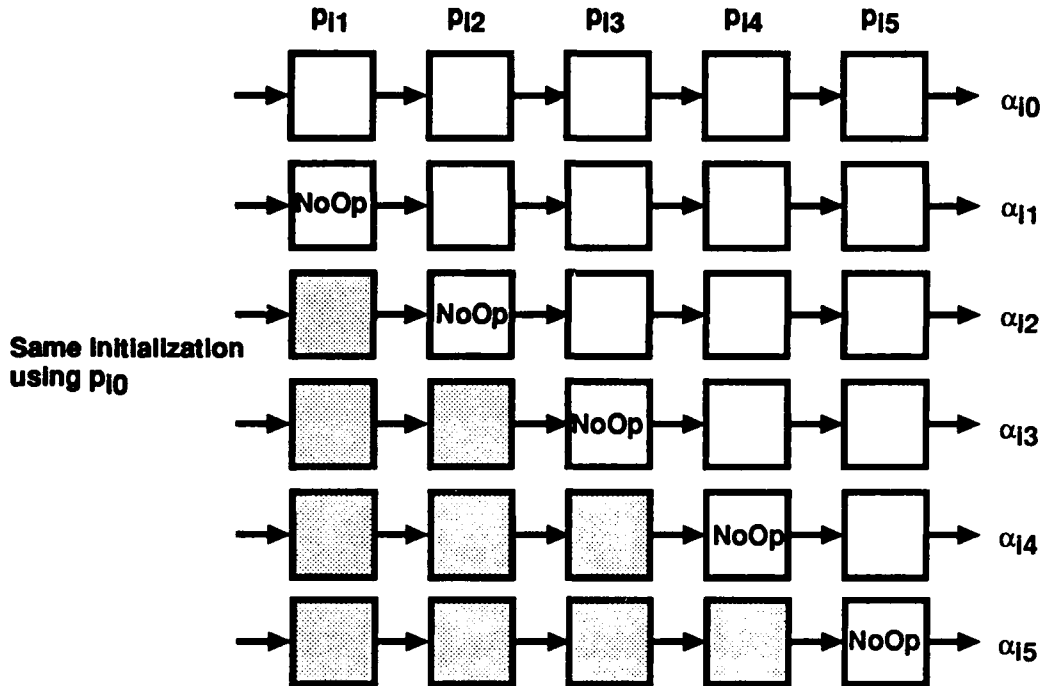 pi1 pi2 pi3 pi4 pi5
αi0
NoOp αi1
NoOp αi2
Same initialization
using pi0
NoOp αi3
NoOp αi4
NoOp αi5